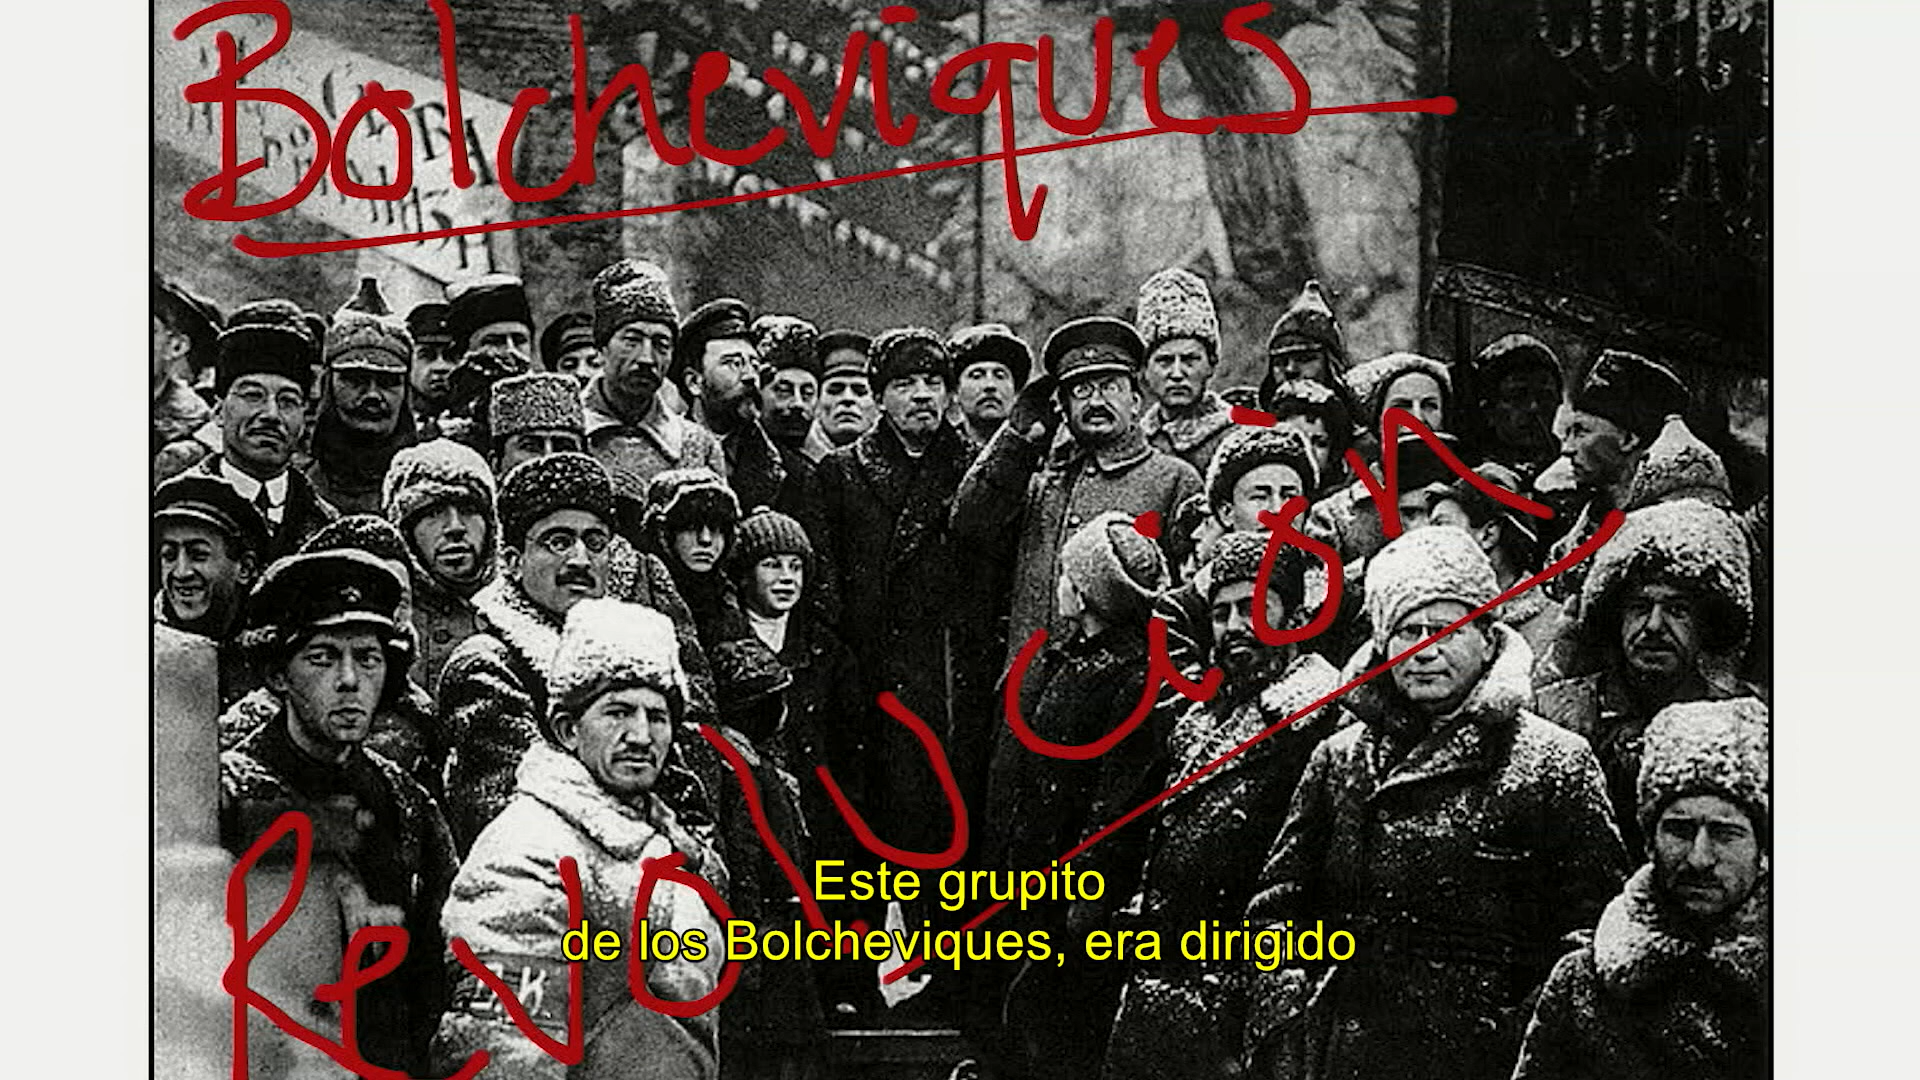 Bolcheviques
Revolución
Este grupito
de los Bolcheviques, era dirigido